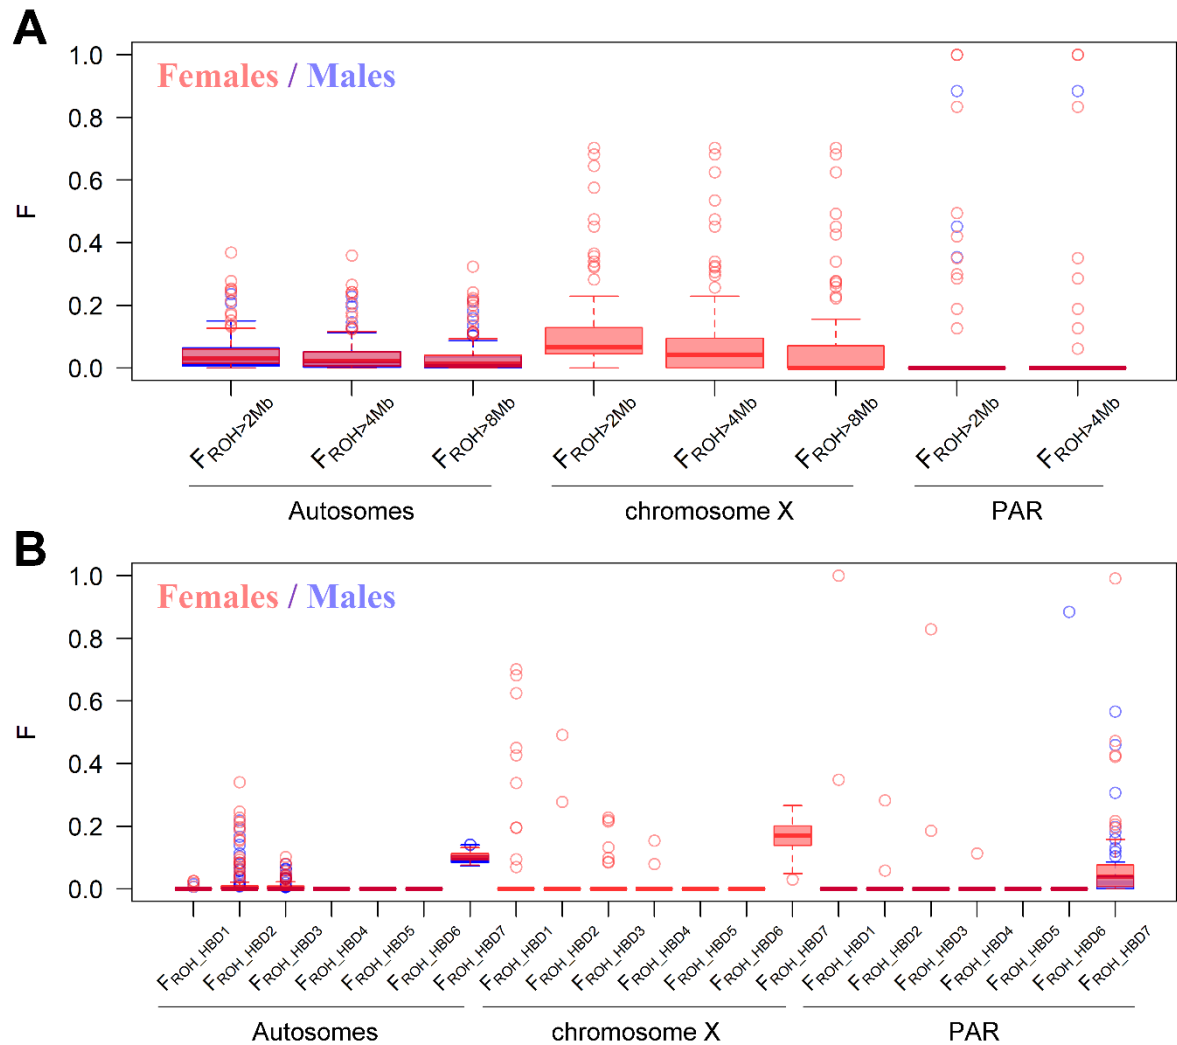 A
Females / Males
1.0
0.8
0.6
0.4
0.2
0.0
F
FROH>2Mb FROH>4Mb FROH>8Mb FROH>2Mb FROH>4Mb FROH>8Mb FROH>2Mb FROH>4Mb
Autosomes chromosome X PAR
B
Females / Males
1.0
0.8
0.6
0.4
0.2
0.0
F
FROH_HBD1 FROH_HBD2 FROH_HBD3 FROH_HBD4 FROH_HBD5 FROH_HBD6 FROH_HBD7 FROH_HBD1 FROH_HBD2 FROH_HBD3 FROH_HBD4 FROH_HBD5 FROH_HBD6 FROH_HBD7 FROH_HBD1 FROH_HBD2 FROH_HBD3 FROH_HBD4 FROH_HBD5 FROH_HBD6 FROH_HBD7
Autosomes chromosome X PAR